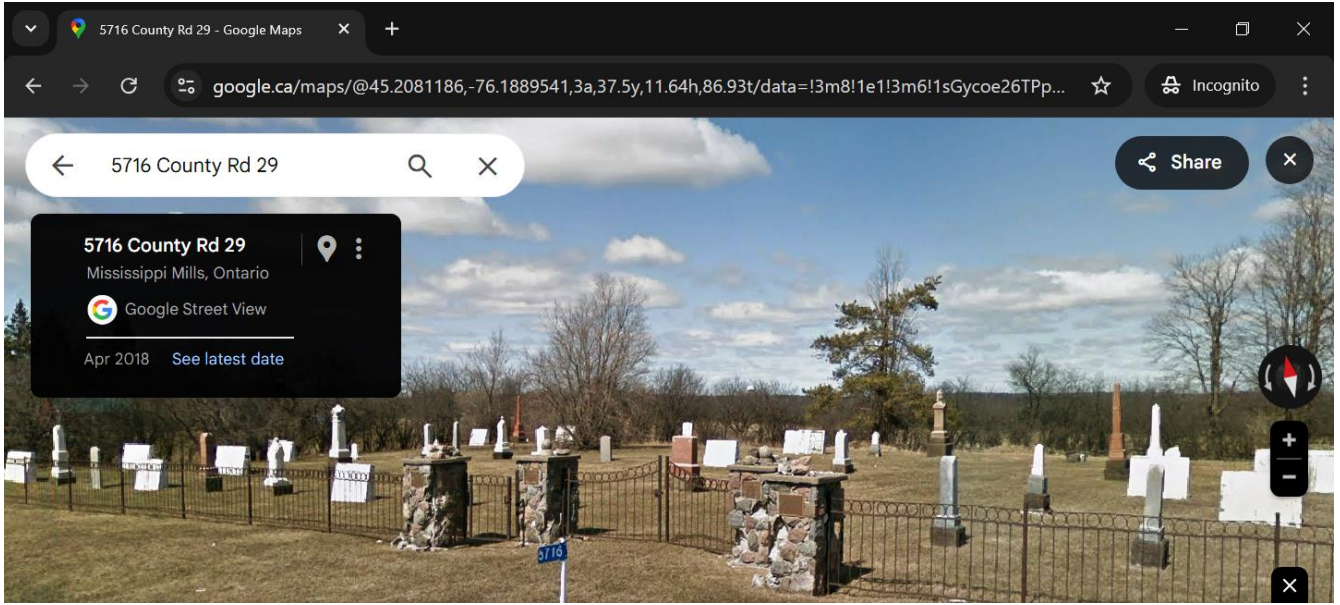 5716 County Rd 29 - Google Maps
google.ca/maps/@45.2081186,-76.1889541,3a,37.5y,11.64h,86.93t/data=!3m8!1e1!3m6!1sGycoe26TPp...
Incognito
5716 County Rd 29
Share
5716 County Rd 29
Mississippi Mills, Ontario
Google Street View
Apr 2018 See latest date
5716